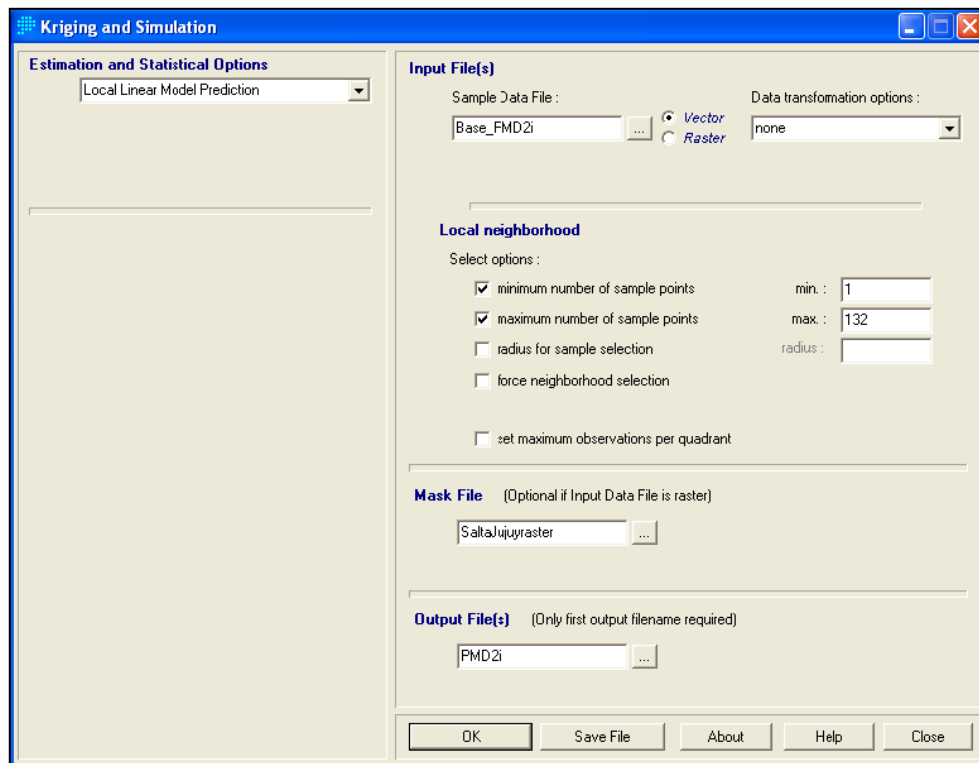 Kriging and Simulation
Estimation and Statistical Options
Local Linear Model Prediction
Input File(s)
Sample Data File :
Base_FMD2i
...
Vector
Raster
Data transformation options :
none
Local neighborhood
Select options :
minimum number of sample points
min. :
1
maximum number of sample points
max. :
132
radius for sample selection
radius :
force neighborhood selection
set maximum observations per quadrant
Mask File (Optional if Input Data File is raster)
SaltaJujuyraster
...
Output File(s) (Only first output filename required)
PMD2i
...
OK
Save File
About
Help
Close